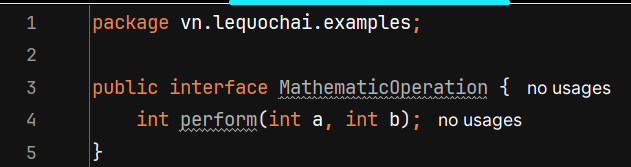 1 package vn.lequochai.examples;
2
3 public interface MathematicOperation { no usages
4     int perform(int a, int b); no usages
5 }